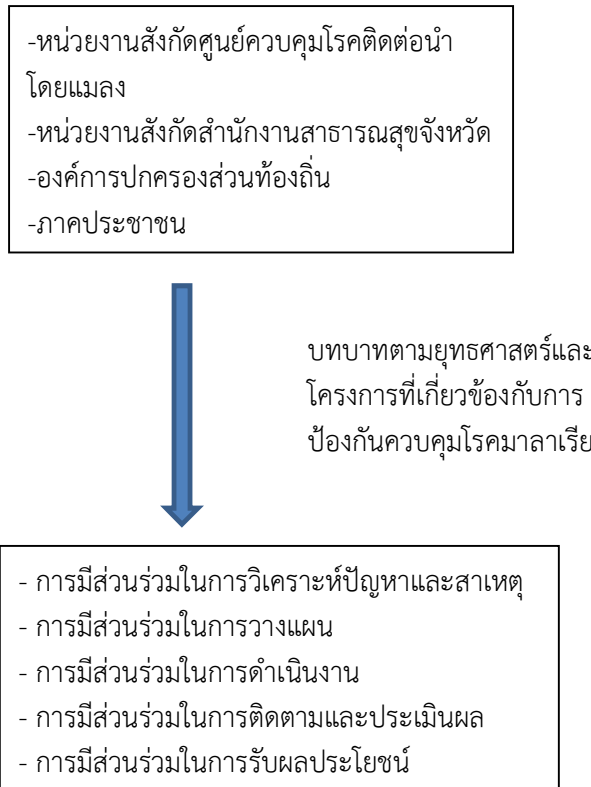 -หน่วยงานสังกัดศูนย์ควบคุมโรคติดต่อนำ
โดยแมลง
-หน่วยงานสังกัดสำนักงานสาธารณสุขจังหวัด
-องค์การปกครองส่วนท้องถิ่น
-ภาคประชาชน
บทบาทตามยุทธศาสตร์และ
โครงการที่เกี่ยวข้องกับการ
ป้องกันควบคุมโรคมาลาเรีย
- การมีส่วนร่วมในการวิเคราะห์ปัญหาและสาเหตุ
- การมีส่วนร่วมในการวางแผน
- การมีส่วนร่วมในการดำเนินงาน
- การมีส่วนร่วมในการติดตามและประเมินผล
- การมีส่วนร่วมในการรับผลประโยชน์